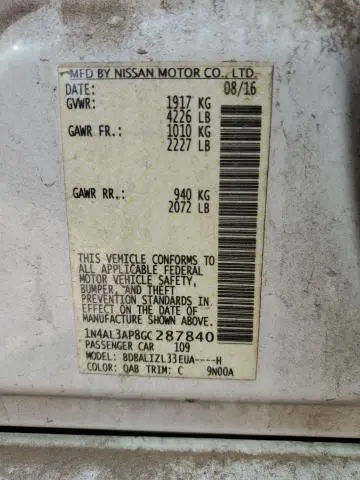 MFD BY NISSAN MOTOR CO., LTD.
DATE: 08/16
GVWR: 1917 KG
4226 LB
GAWR FR.: 1010 KG
2227 LB
GAWR RR.: 940 KG
2072 LB
THIS VEHICLE CONFORMS TO
ALL APPLICABLE FEDERAL
MOTOR VEHICLE SAFETY,
BUMPER, AND THEFT
PREVENTION STANDARDS IN
EFFECT ON THE DATE OF
MANUFACTURE SHOWN ABOVE.
1N4AL3AP8GC287840
PASSENGER CAR 109
MODEL: BDBALIZL33EUA----H
COLOR: QAB TRIM: C 9N00A